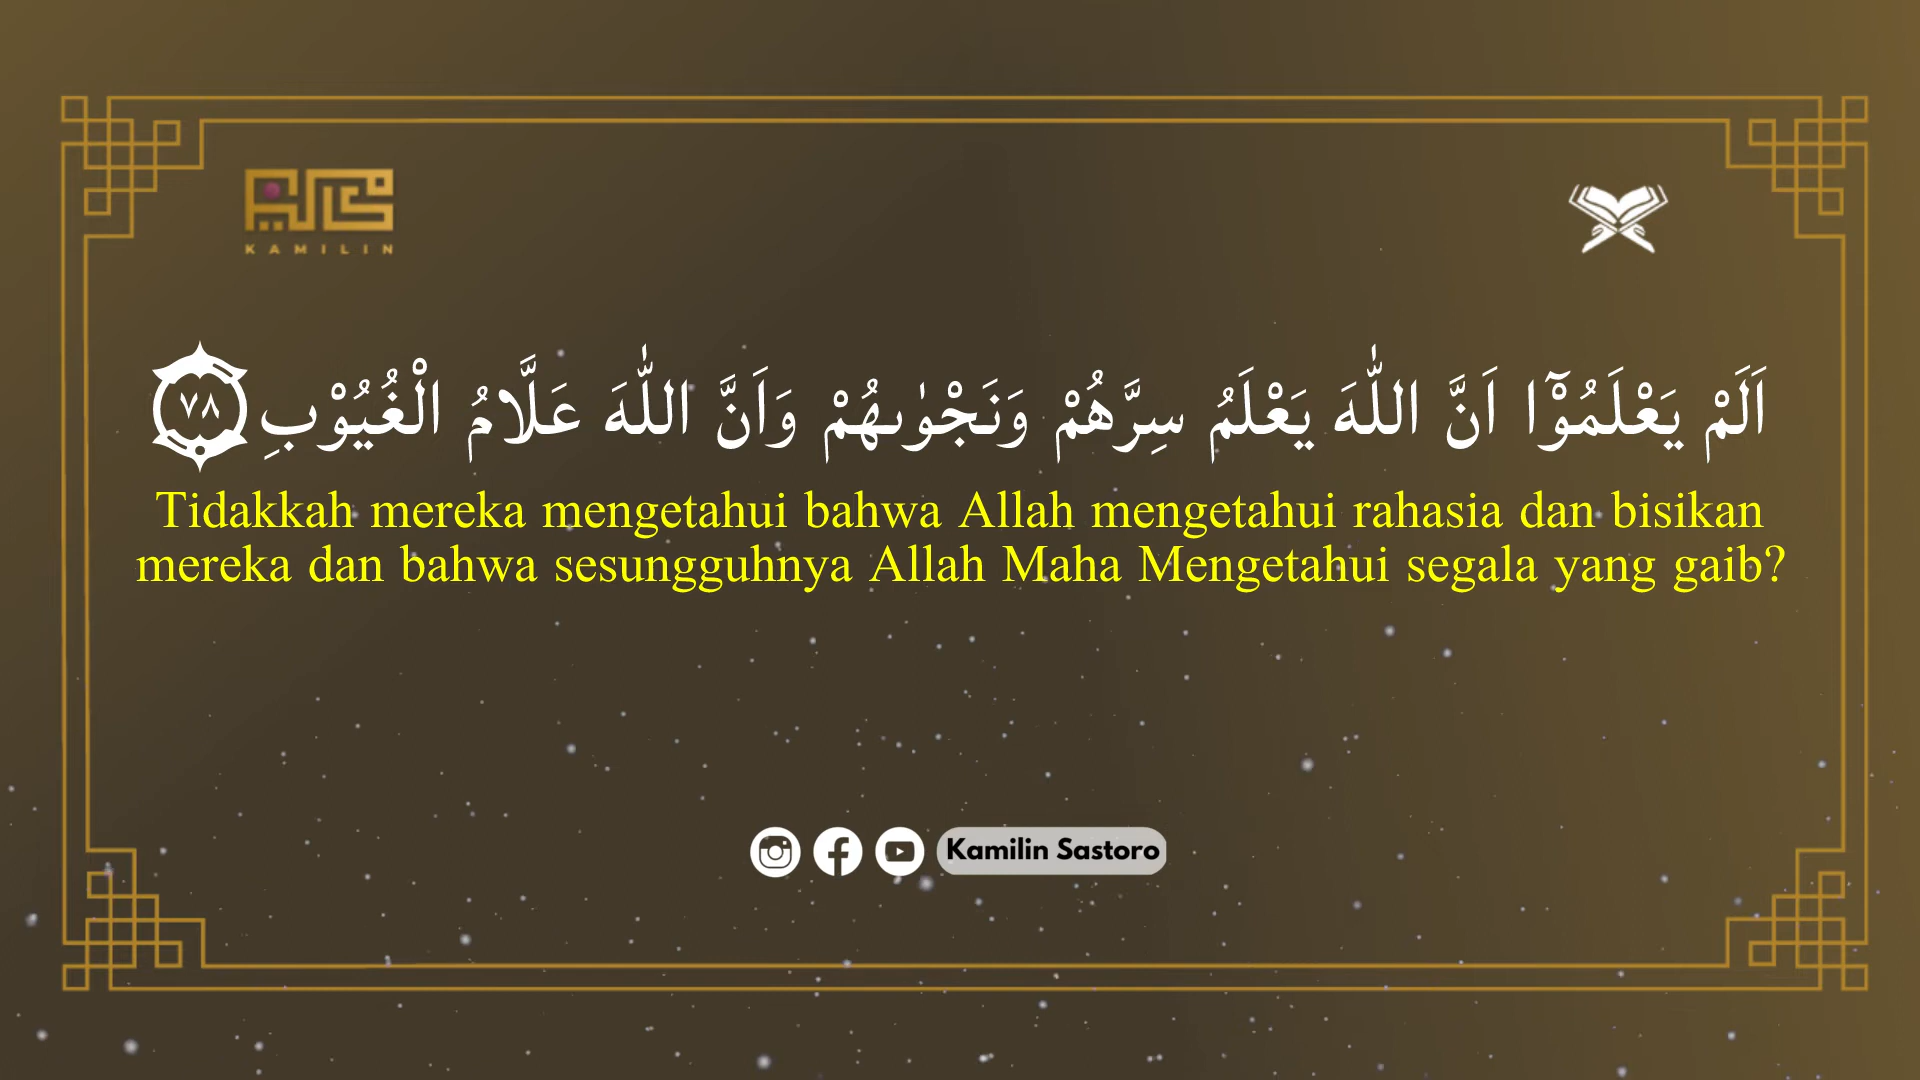 KAMILIN
اَلَمْ يَعْلَمُوْٓا اَنَّ اللّٰهَ يَعْلَمُ سِرَّهُمْ وَنَجْوٰىهُمْ وَاَنَّ اللّٰهَ عَلَّامُ الْغُيُوْبِ ٧٨
Tidakkah mereka mengetahui bahwa Allah mengetahui rahasia dan bisikan
mereka dan bahwa sesungguhnya Allah Maha Mengetahui segala yang gaib?
Kamilin Sastoro